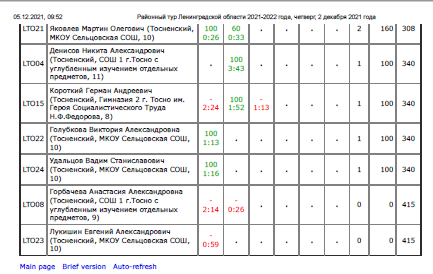 05.12.2021, 09:52 Районный тур Ленинградской области 2021-2022 года, четверг, 2 декабря 2021 года
LTO21 Яковлев Мартин Олегович (Тосненский, МКОУ Сельцовская СОШ, 10) 100 0:26 60 0:33 . . . . 2 160 308
LTO04 Денисов Никита Александрович (Тосненский, СОШ 1 г.Тосно с углубленным изучением отдельных предметов, 11) . 100 3:43 . . . . 1 100 340
LTO15 Короткий Герман Андреевич (Тосненский, Гимназия 2 г. Тосно им. Героя Социалистического Труда Н.Ф.Федорова, 8) - 2:24 100 1:52 - 1:13 . . . 1 100 340
LTO22 Голубкова Виктория Александровна (Тосненский, МКОУ Сельцовская СОШ, 10) 100 1:13 . . . . . 1 100 340
LTO24 Удальцов Вадим Станиславович (Тосненский, МКОУ Сельцовская СОШ, 10) 100 1:16 . . . . . 1 100 340
LTO08 Горбачева Анастасия Александровна (Тосненский, СОШ 1 г.Тосно с углубленным изучением отдельных предметов, 9) - 2:14 - 0:26 . . . . 0 0 415
LTO23 Лукишин Евгений Александрович (Тосненский, МКОУ Сельцовская СОШ, 10) - 0:59 . . . . . 0 0 415
Main page Brief version Auto-refresh